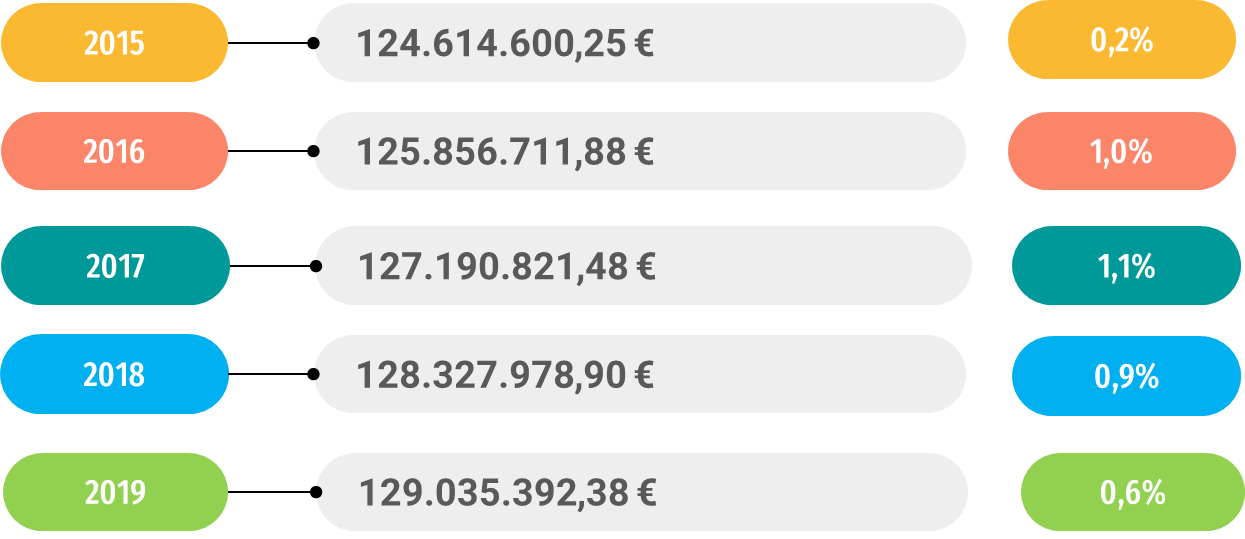 2015 124.614.600,25 € 0,2%
2016 125.856.711,88 € 1,0%
2017 127.190.821,48 € 1,1%
2018 128.327.978,90 € 0,9%
2019 129.035.392,38 € 0,6%